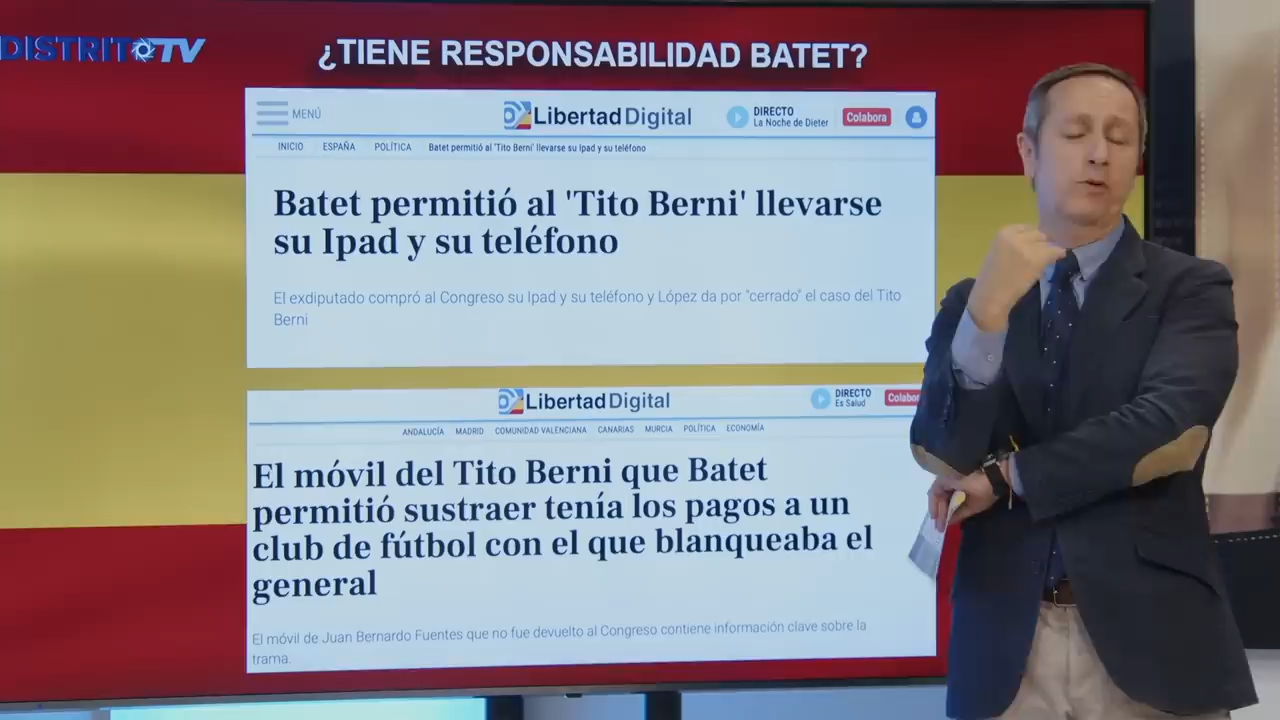 DISTRITOTV
¿TIENE RESPONSABILIDAD BATET?
MENÚ
Libertad Digital
DIRECTO
La Noche de Dieter
Colabora
INICIO ESPAÑA POLÍTICA Batet permitió al 'Tito Berni' llevarse su Ipad y su teléfono
Batet permitió al 'Tito Berni' llevarse
su Ipad y su teléfono
El exdiputado compró al Congreso su Ipad y su teléfono y López da por "cerrado" el caso del Tito
Berni
Libertad Digital
DIRECTO
Es Salud
Colabor
ANDALUCÍA MADRID COMUNIDAD VALENCIANA CANARIAS MURCIA POLÍTICA ECONOMÍA
El móvil del Tito Berni que Batet
permitió sustraer tenía los pagos a un
club de fútbol con el que blanqueaba el
general
El móvil de Juan Bernardo Fuentes que no fue devuelto al Congreso contiene información clave sobre la
trama.